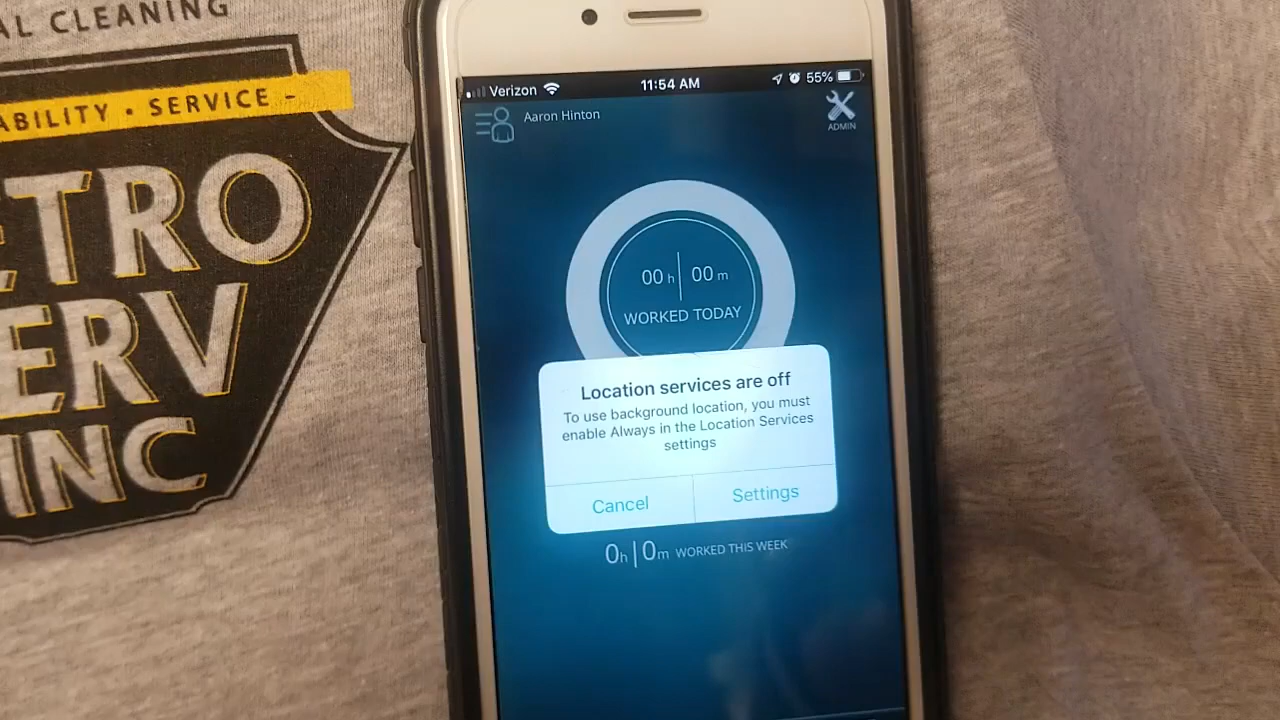 AL CLEANING
ABILITY • SERVICE -
ETRO
ERV
INC
Verizon
11:54 AM
55%
Aaron Hinton
ADMIN
00 h | 00 m
WORKED TODAY
Location services are off
To use background location, you must
enable Always in the Location Services
settings
Cancel
Settings
0h | 0m WORKED THIS WEEK